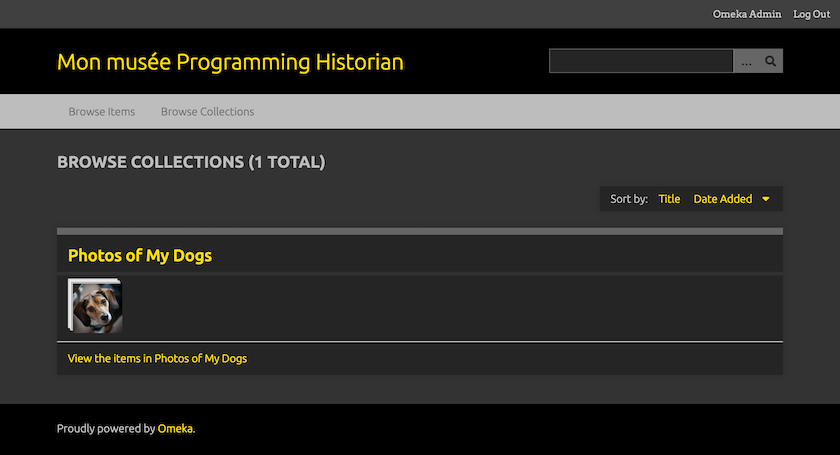 Omeka Admin Log Out
Mon musée Programming Historian
...
Browse Items Browse Collections
BROWSE COLLECTIONS (1 TOTAL)
Sort by: Title Date Added
Photos of My Dogs
View the items in Photos of My Dogs
Proudly powered by Omeka.